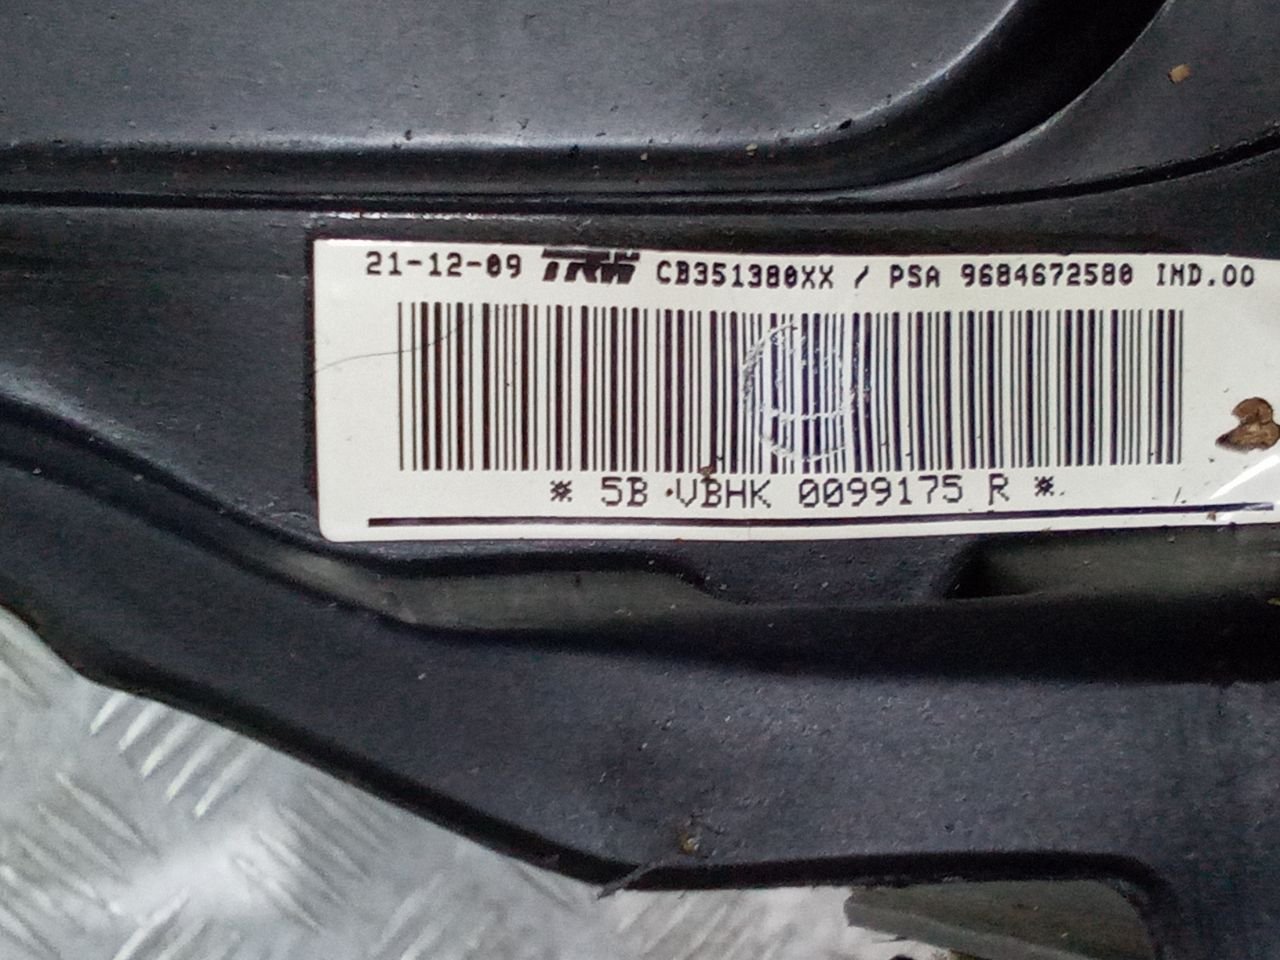 21-12-09 TRW CB351380XX / PSA 9684672580 IND.00
* 5B VBHK 0099175 R *